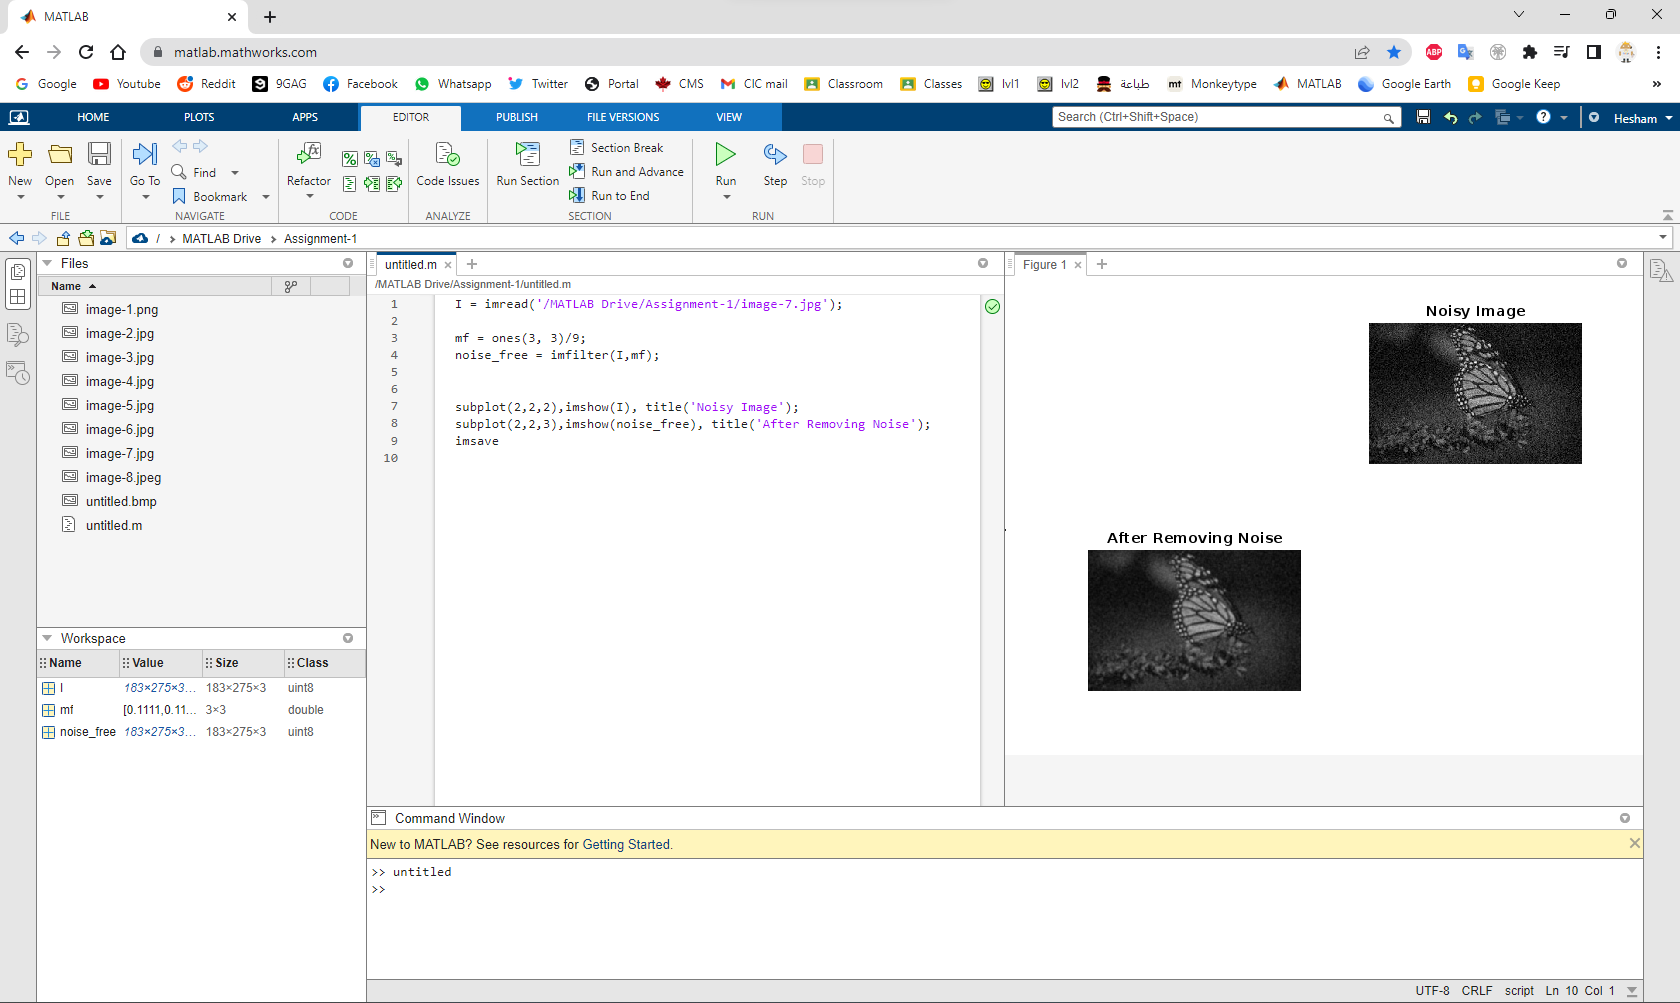 MATLAB
matlab.mathworks.com
Google Youtube Reddit 9GAG Facebook Whatsapp Twitter Portal CMS CIC mail Classroom Classes lvl1 lvl2 طباعة mt Monkeytype MATLAB Google Earth Google Keep »
HOME PLOTS APPS EDITOR PUBLISH FILE VERSIONS VIEW Search (Ctrl+Shift+Space) Hesham
New Open Save Go To Find Bookmark Refactor Code Issues Run Section Section Break Run and Advance Run to End Run Step Stop
FILE NAVIGATE CODE ANALYZE SECTION RUN
/ › MATLAB Drive › Assignment-1
Files
Name
image-1.png
image-2.jpg
image-3.jpg
image-4.jpg
image-5.jpg
image-6.jpg
image-7.jpg
image-8.jpeg
untitled.bmp
untitled.m
Workspace
Name Value Size Class
I 183×275×3... 183×275×3 uint8
mf [0.1111,0.11... 3×3 double
noise_free 183×275×3... 183×275×3 uint8
untitled.m
/MATLAB Drive/Assignment-1/untitled.m
1 I = imread('/MATLAB Drive/Assignment-1/image-7.jpg');
2
3 mf = ones(3, 3)/9;
4 noise_free = imfilter(I,mf);
5
6
7 subplot(2,2,2),imshow(I), title('Noisy Image');
8 subplot(2,2,3),imshow(noise_free), title('After Removing Noise');
9 imsave
10
Figure 1
Noisy Image
After Removing Noise
Command Window
New to MATLAB? See resources for Getting Started.
>> untitled
>>
UTF-8 CRLF script Ln 10 Col 1